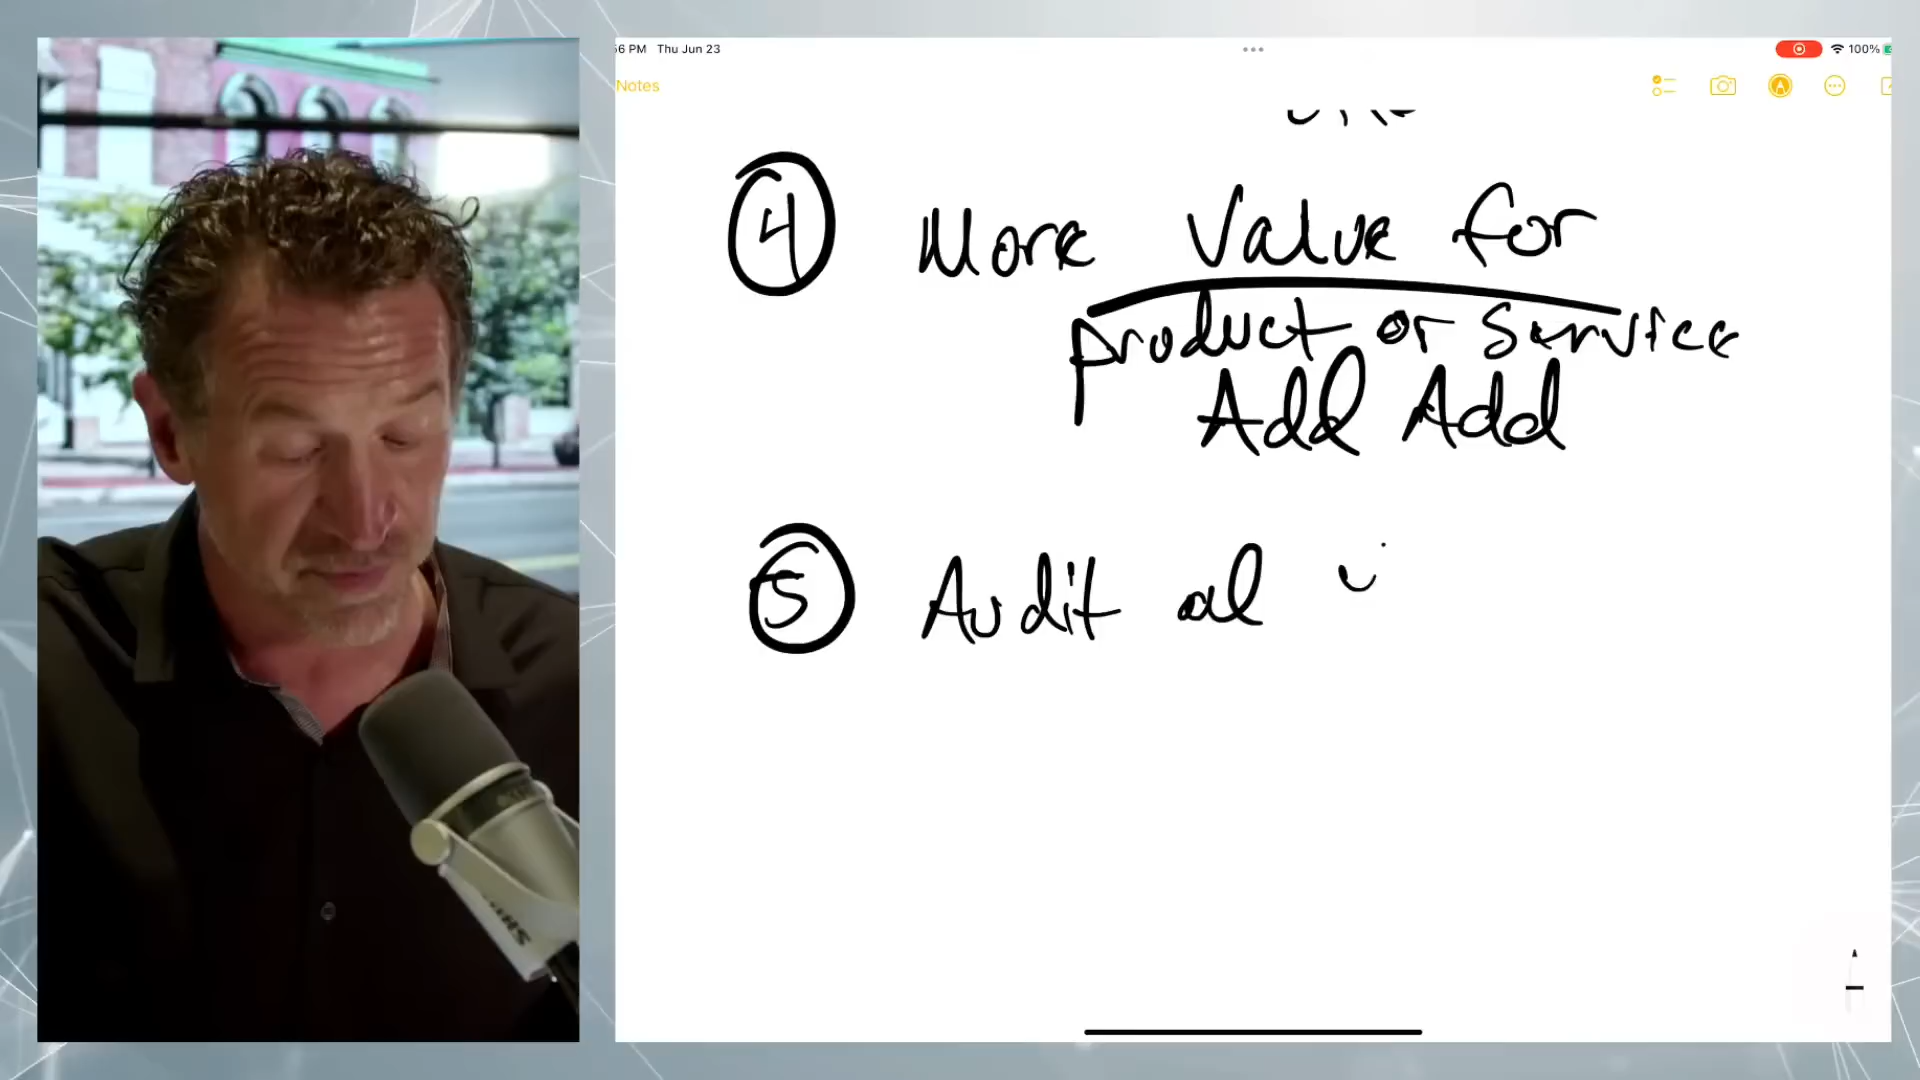 6 PM Thu Jun 23
100%
Notes
4 More Value for
Product or Service
Add Add
5 Audit al